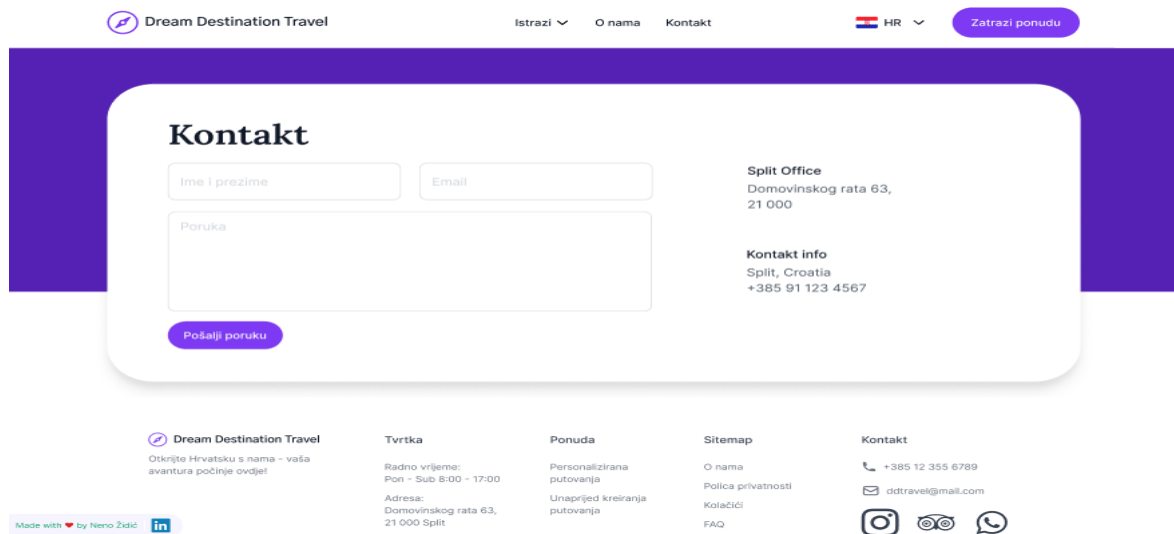 Dream Destination Travel
Istrazi
O nama
Kontakt
HR
Zatrazi ponudu
Kontakt
Ime i prezime
Email
Poruka
Pošalji poruku
Split Office
Domovinskog rata 63,
21 000
Kontakt info
Split, Croatia
+385 91 123 4567
Dream Destination Travel
Otkrijte Hrvatsku s nama - vaša
avantura počinje ovdje!
Tvrtka
Radno vrijeme:
Pon - Sub 8:00 - 17:00
Adresa:
Domovinskog rata 63,
21 000 Split
Ponuda
Personalizirana
putovanja
Unaprijed kreiranja
putovanja
Sitemap
O nama
Polica privatnosti
Kolačići
FAQ
Kontakt
+385 12 355 6789
ddtravel@mail.com
Made with ❤ by Neno Židić
in